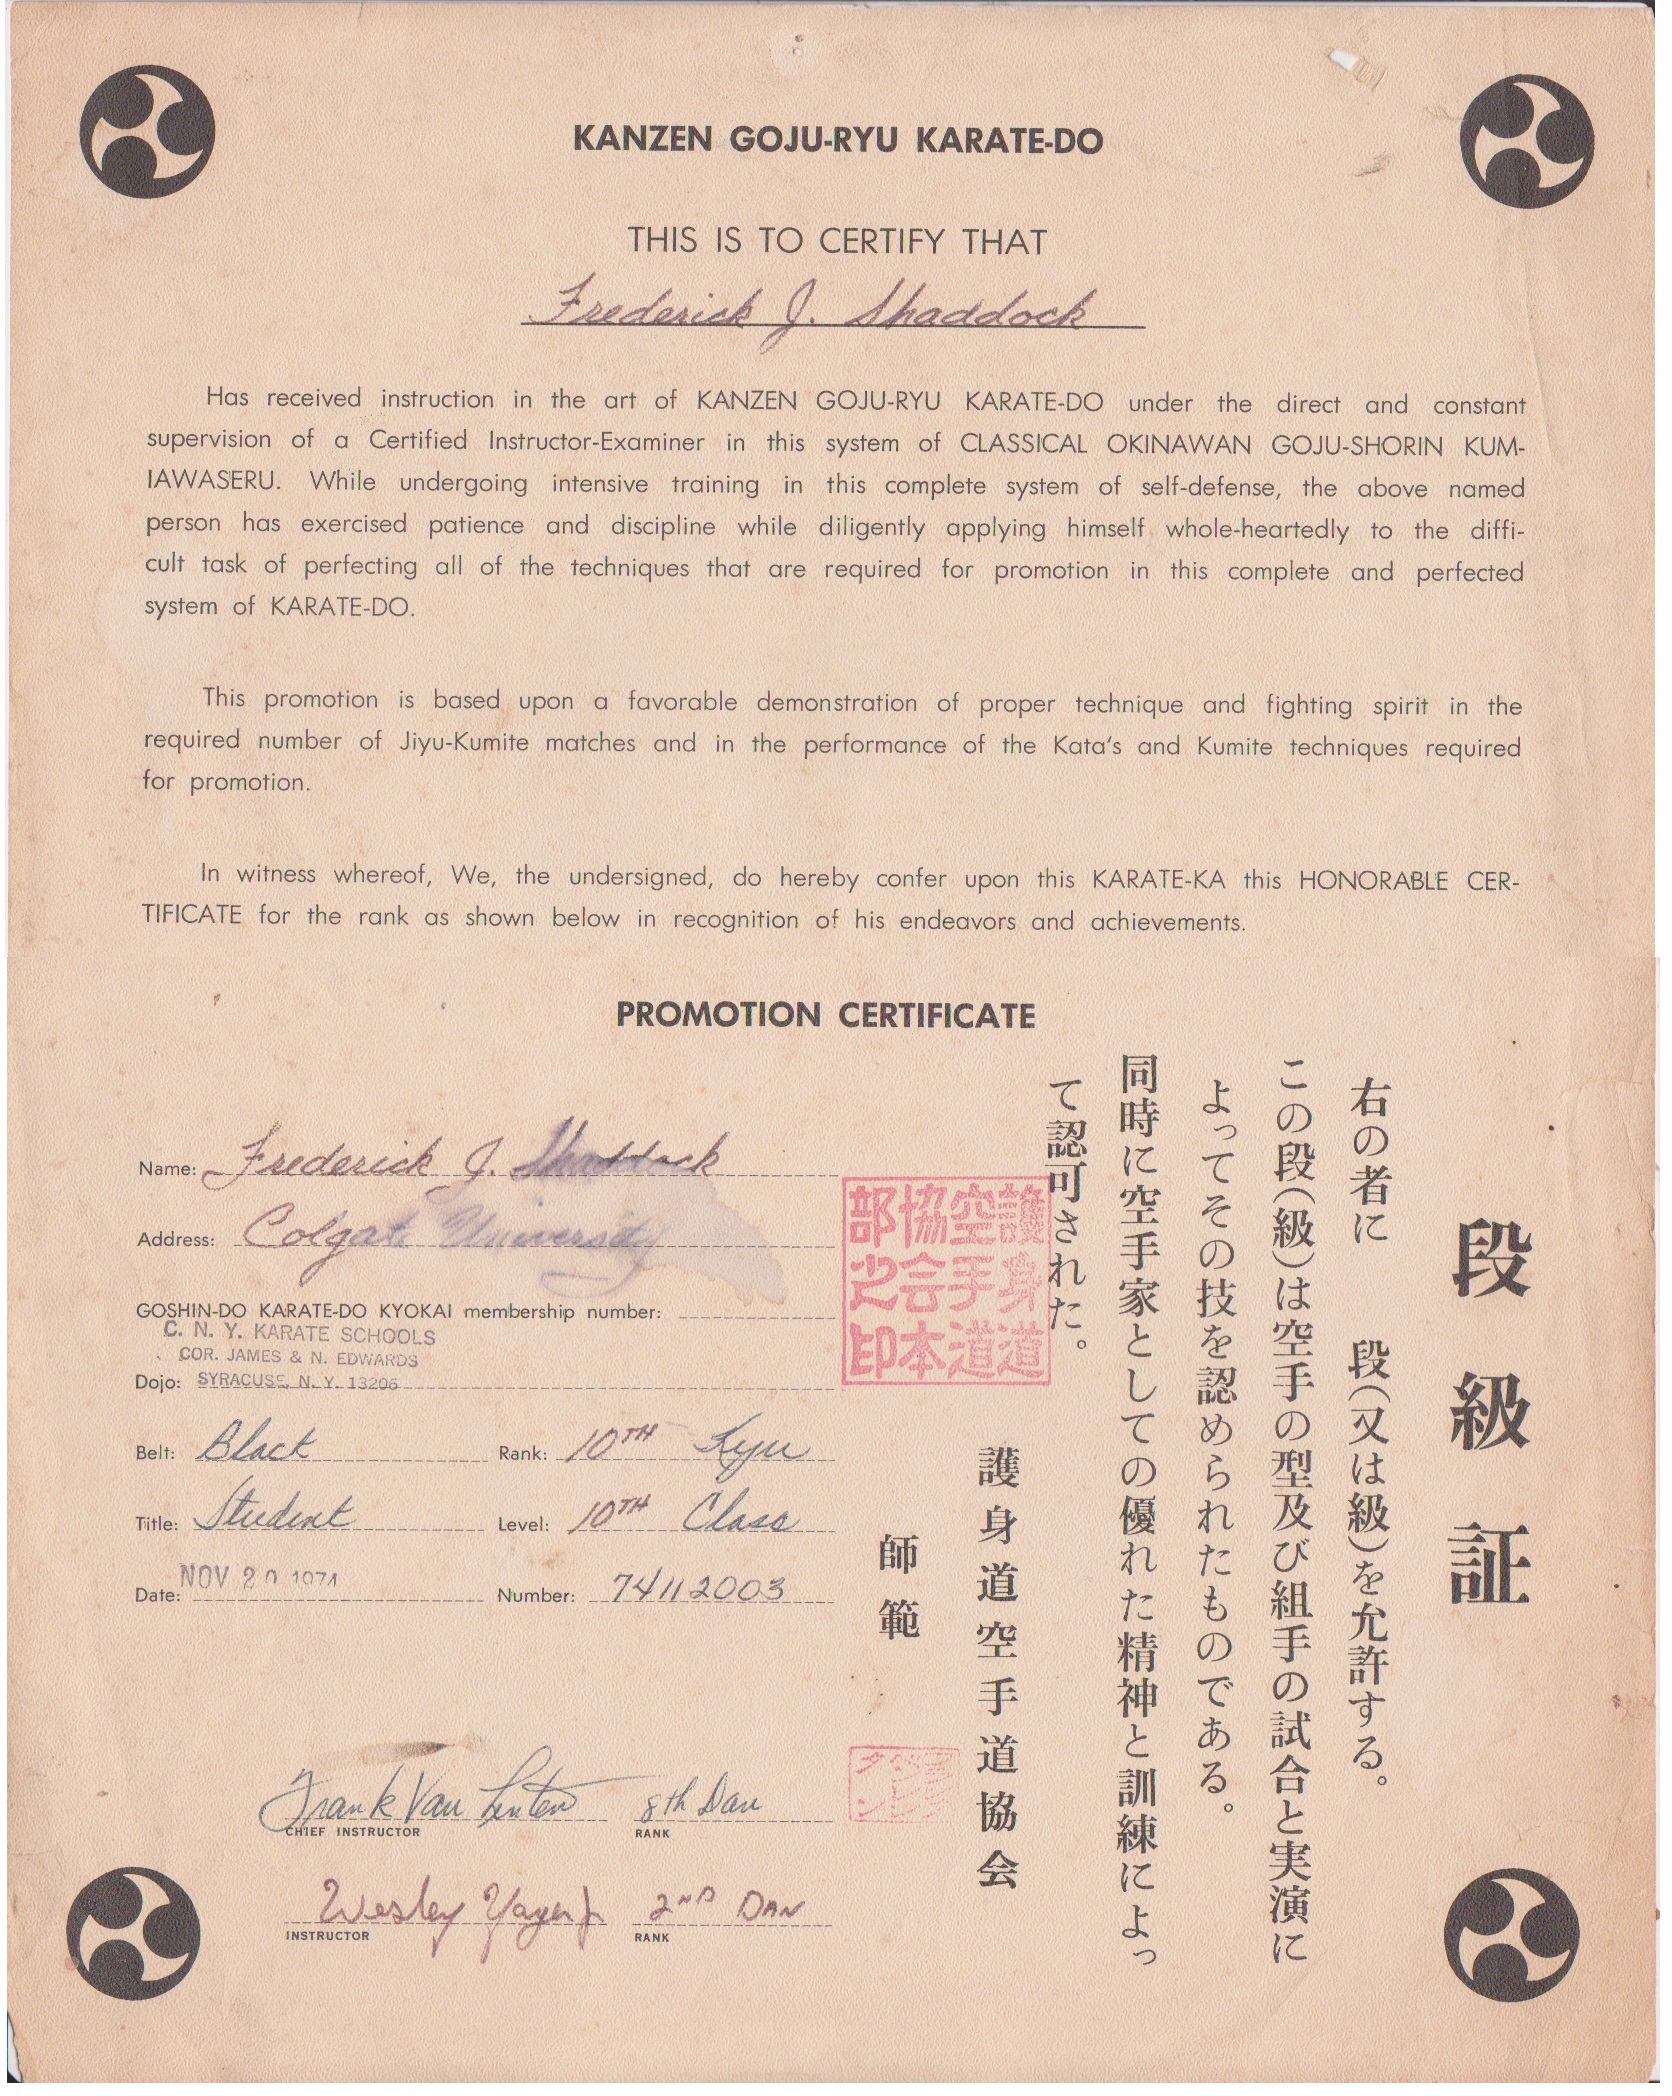 KANZEN GOJU-RYU KARATE-DO
THIS IS TO CERTIFY THAT
Frederick J. Shaddock
Has received instruction in the art of KANZEN GOJU-RYU KARATE-DO under the direct and constant
supervision of a Certified Instructor-Examiner in this system of CLASSICAL OKINAWAN GOJU-SHORIN KUM-
IAWASERU. While undergoing intensive training in this complete system of self-defense, the above named
person has exercised patience and discipline while diligently applying himself whole-heartedly to the diffi-
cult task of perfecting all of the techniques that are required for promotion in this complete and perfected
system of KARATE-DO.
This promotion is based upon a favorable demonstration of proper technique and fighting spirit in the
required number of Jiyu-Kumite matches and in the performance of the Kata's and Kumite techniques required
for promotion.
In witness whereof, We, the undersigned, do hereby confer upon this KARATE-KA this HONORABLE CER-
TIFICATE for the rank as shown below in recognition of his endeavors and achievements.
PROMOTION CERTIFICATE
Name: Frederick J. Shaddock
Address: Colgate University
GOSHIN-DO KARATE-DO KYOKAI membership number:
C. N. Y. KARATE SCHOOLS
COR. JAMES & N. EDWARDS
Dojo: SYRACUSE, N. Y. 13206
Belt: Black Rank: 10TH Kyu
Title: Student Level: 10TH Class
Date: NOV 20 1974 Number: 74112003
Frank Van Lenten 8th Dan
CHIEF INSTRUCTOR RANK
Wesley Yager Jr 2ND DAN
INSTRUCTOR RANK
段級証
右の者に 段(又は級)を允許する。
この段(級)は空手の型及び組手の試合と実演に
よってその技を認められたものである。
同時に空手家としての優れた精神と訓練によっ
て認可された。
護身道空手道協会
師範
護身道
空手道
協会本
部之印